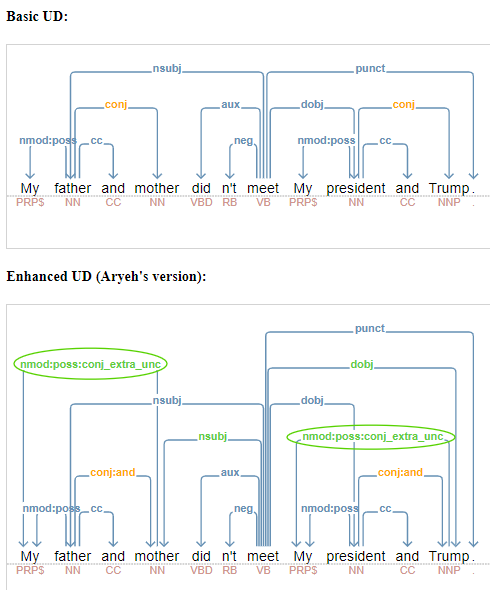 Basic UD:
nsubj punct
conj aux dobj conj
nmod:poss cc neg nmod:poss cc
My father and mother did n't meet My president and Trump .
PRP$ NN CC NN VBD RB VB PRP$ NN CC NNP .
Enhanced UD (Aryeh's version):
punct
nmod:poss:conj_extra_unc dobj
nsubj dobj
nsubj nmod:poss:conj_extra_unc
conj:and aux conj:and
nmod:poss cc neg nmod:poss cc
My father and mother did n't meet My president and Trump .
PRP$ NN CC NN VBD RB VB PRP$ NN CC NNP .